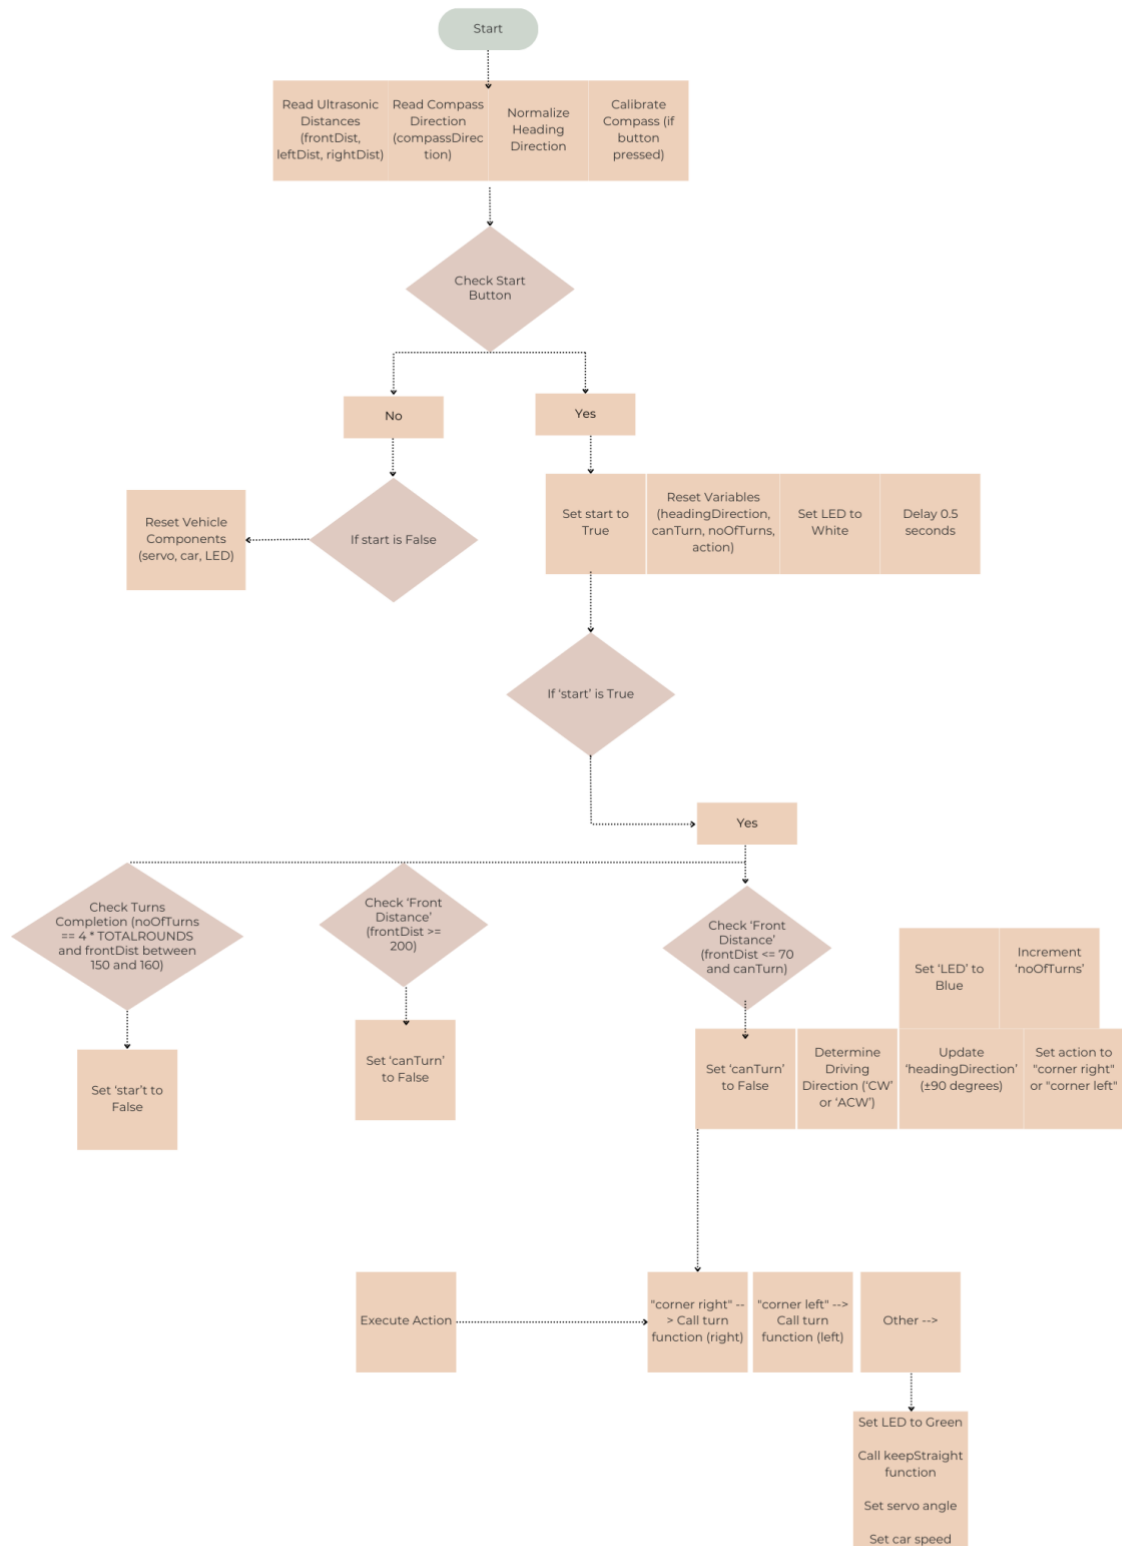 Start
Read Ultrasonic
Distances
(frontDist,
leftDist, rightDist)
Read Compass
Direction
(compassDirec
tion)
Normalize
Heading
Direction
Calibrate
Compass (if
button
pressed)
Check Start
Button
No
Yes
Reset Vehicle
Components
(servo, car, LED)
If start is False
Set start to
True
Reset Variables
(headingDirection,
canTurn, noOfTurns,
action)
Set LED to
White
Delay 0.5
seconds
If ‘start’ is True
Yes
Check Turns
Completion (noOfTurns
== 4 * TOTALROUNDS
and frontDist between
150 and 160)
Check ‘Front
Distance’
(frontDist >=
200)
Check ‘Front
Distance’
(frontDist <= 70
and canTurn)
Set ‘LED’ to
Blue
Increment
‘noOfTurns’
Set ‘star’t to
False
Set ‘canTurn’
to False
Set ‘canTurn’
to False
Determine
Driving
Direction (‘CW’
or ‘ACW’)
Update
‘headingDirection’
(±90 degrees)
Set action to
"corner right"
or "corner left"
Execute Action
"corner right" --
> Call turn
function (right)
"corner left" -->
Call turn
function (left)
Other -->
Set LED to Green
Call keepStraight
function
Set servo angle
Set car speed